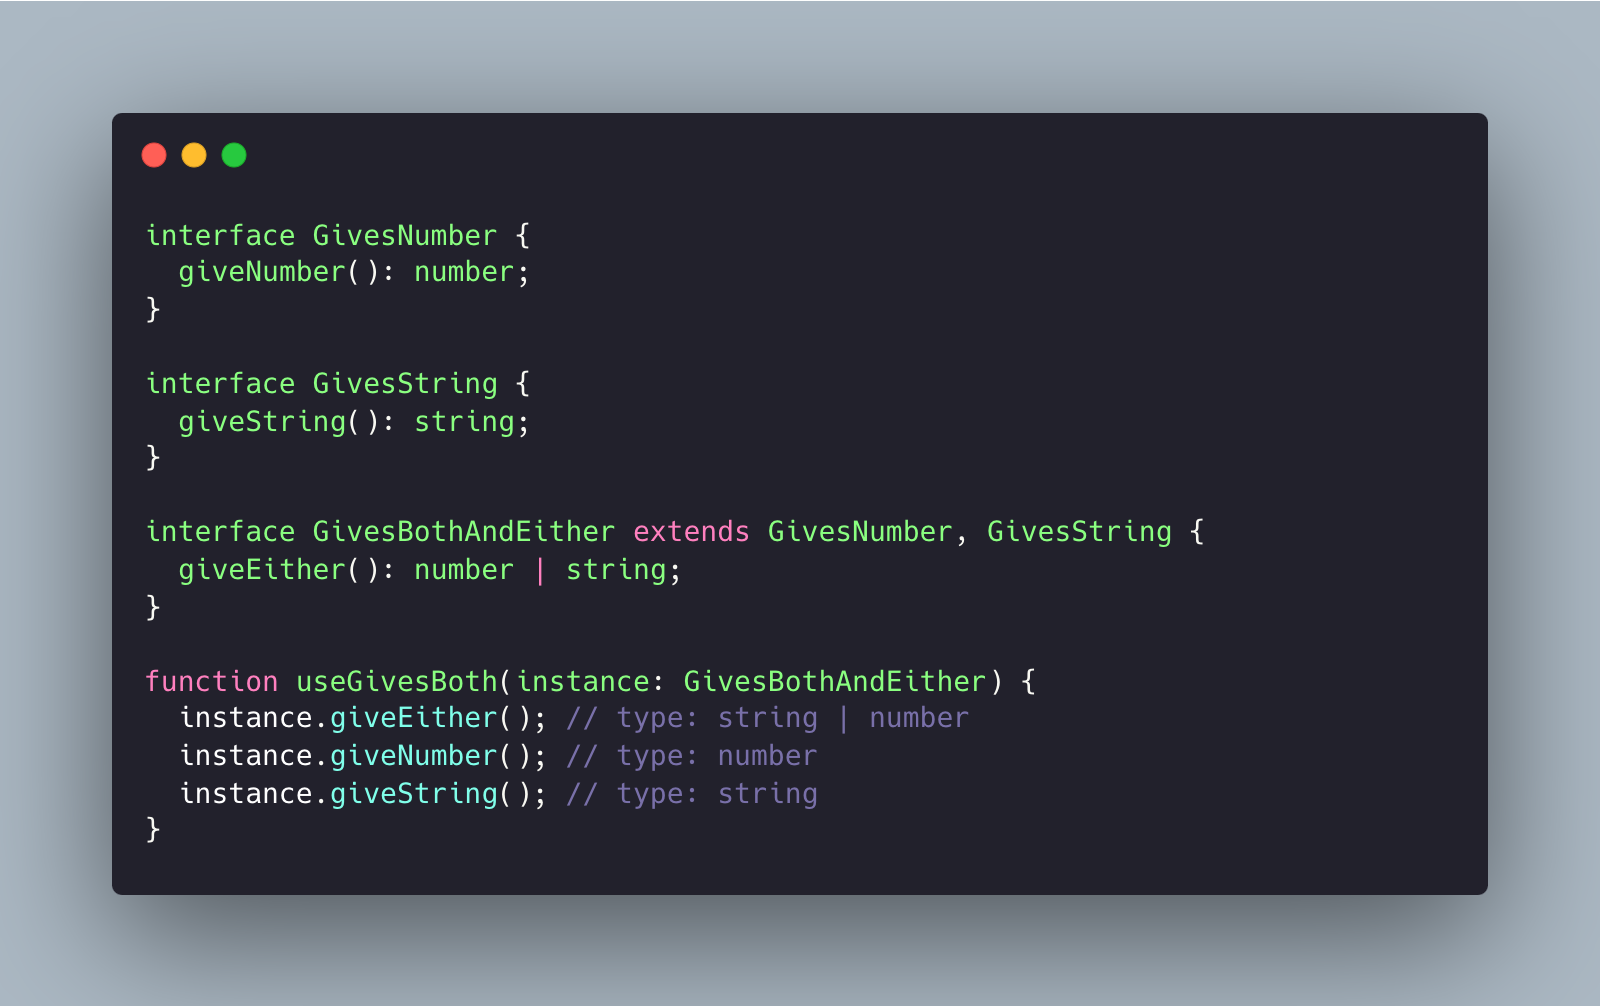 interface GivesNumber {
  giveNumber(): number;
}

interface GivesString {
  giveString(): string;
}

interface GivesBothAndEither extends GivesNumber, GivesString {
  giveEither(): number | string;
}

function useGivesBoth(instance: GivesBothAndEither) {
  instance.giveEither(); // type: string | number
  instance.giveNumber(); // type: number
  instance.giveString(); // type: string
}